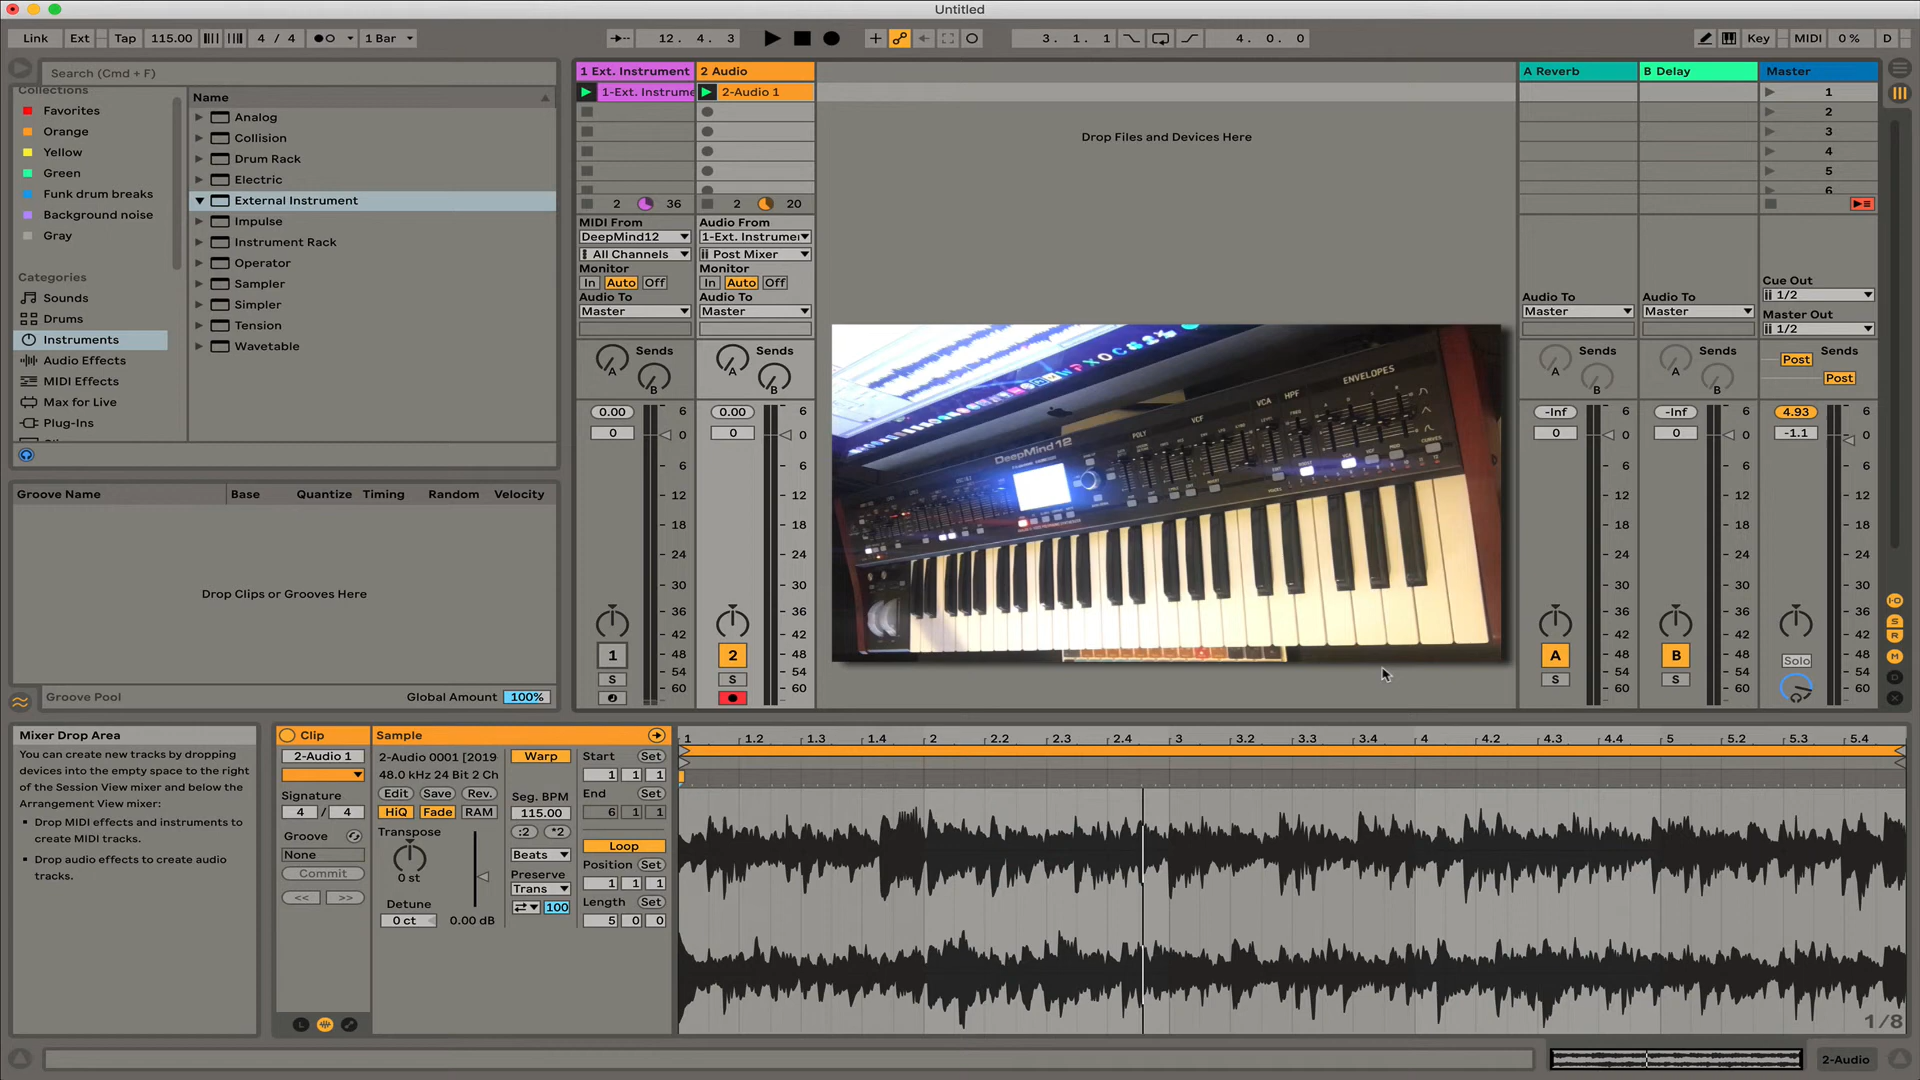 Untitled
Link Ext Tap 115.00 4 / 4 1 Bar 12. 4. 3 3. 1. 1 4. 0. 0 Key MIDI 0 % D
Search (Cmd + F)
Collections
Favorites
Orange
Yellow
Green
Funk drum breaks
Background noise
Gray
Categories
Sounds
Drums
Instruments
Audio Effects
MIDI Effects
Max for Live
Plug-Ins
Name
Analog
Collision
Drum Rack
Electric
External Instrument
Impulse
Instrument Rack
Operator
Sampler
Simpler
Tension
Wavetable
Groove Name Base Quantize Timing Random Velocity
Drop Clips or Grooves Here
Groove Pool Global Amount 100%
1 Ext. Instrument
1-Ext. Instrume
2 36
MIDI From
DeepMind12
All Channels
Monitor
In Auto Off
Audio To
Master
Sends
A
B
0.00
0
6
0
6
12
18
24
30
36
42
48
54
60
1
S
2 Audio
2-Audio 1
2 20
Audio From
1-Ext. Instrumer
Post Mixer
Monitor
In Auto Off
Audio To
Master
Sends
A
B
0.00
0
6
0
6
12
18
24
30
36
42
48
54
60
2
S
Drop Files and Devices Here
DeepMind 12
POLY VCF VCA HPF ENVELOPES
CURVES
A Reverb
Audio To
Master
Sends
A
B
-Inf
0
6
0
6
12
18
24
30
36
42
48
54
60
A
S
B Delay
Audio To
Master
Sends
A
B
-Inf
0
6
0
6
12
18
24
30
36
42
48
54
60
B
S
Master
1
2
3
4
5
6
Cue Out
1/2
Master Out
1/2
Sends
Post
Post
4.93
-1.1
6
0
6
12
18
24
30
36
42
48
54
60
Solo
I·O
S
R
M
D
X
Mixer Drop Area
You can create new tracks by dropping
devices into the empty space to the right
of the Session View mixer and below the
Arrangement View mixer:
Drop MIDI effects and instruments to
create MIDI tracks.
Drop audio effects to create audio
tracks.
Clip
2-Audio 1
Signature
4 / 4
Groove
None
Commit
<< >>
L
Sample
2-Audio 0001 [2019
48.0 kHz 24 Bit 2 Ch
Edit Save Rev.
HiQ Fade RAM
Transpose
0 st
Detune
0 ct 0.00 dB
Warp
Seg. BPM
115.00
:2 *2
Beats
Preserve
Trans
100
Start Set
1 1 1
End Set
6 1 1
Loop
Position Set
1 1 1
Length Set
5 0 0
1 1.2 1.3 1.4 2 2.2 2.3 2.4 3 3.2 3.3 3.4 4 4.2 4.3 4.4 5 5.2 5.3 5.4
1/8
2-Audio